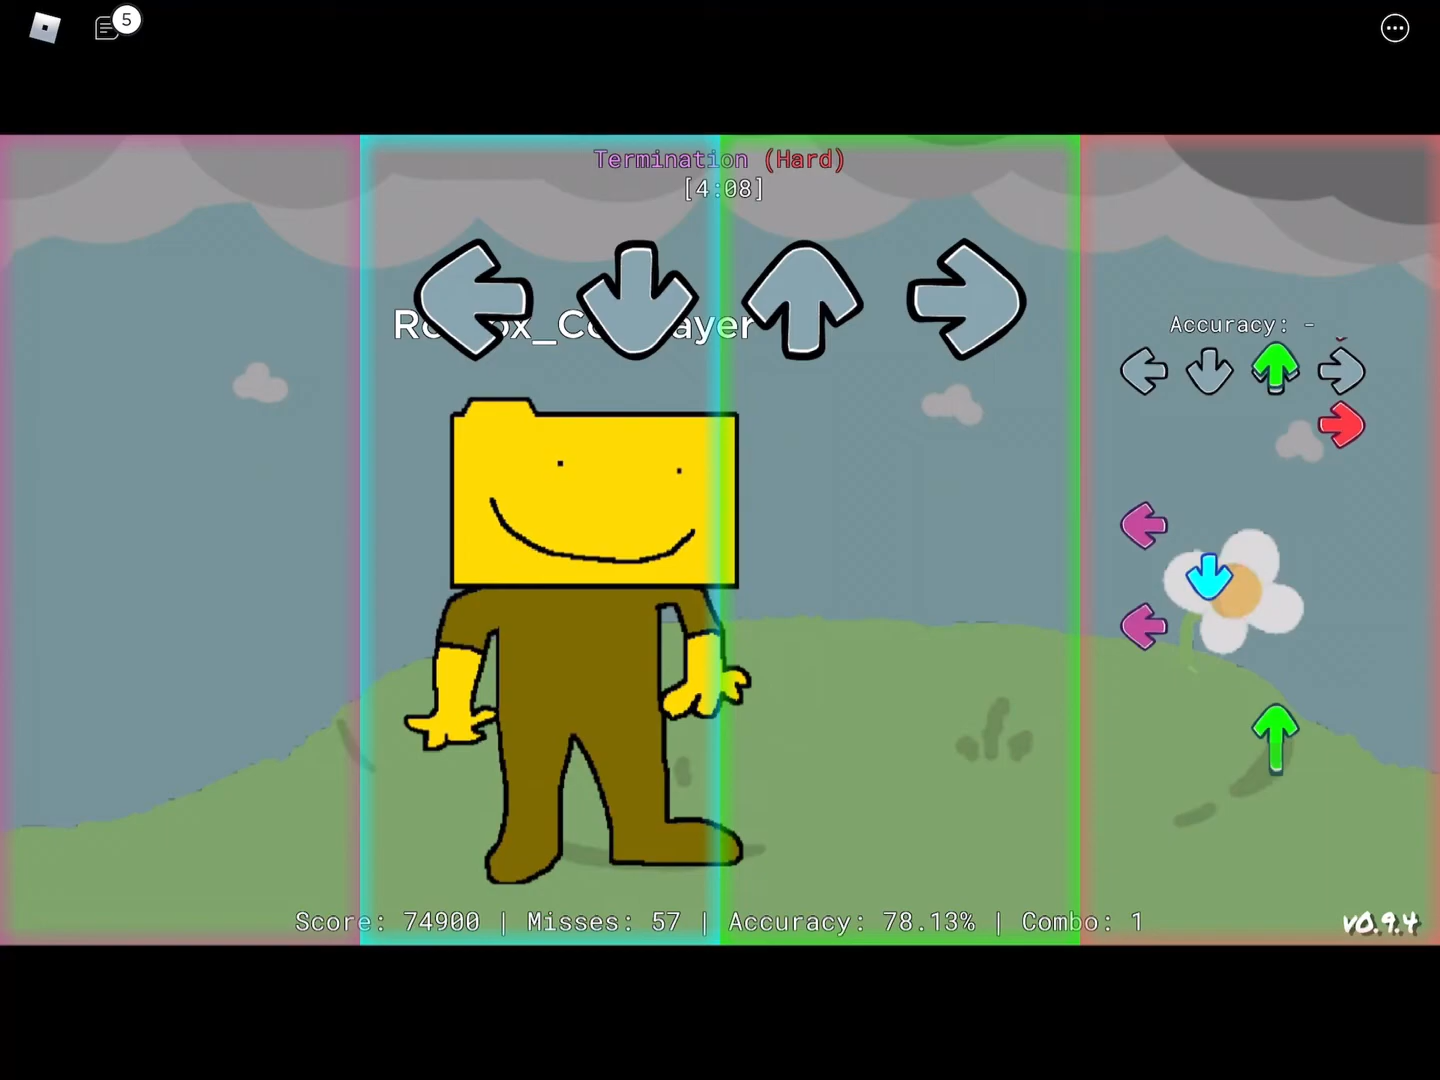 5
Termination (Hard)
[4:08]
Accuracy: -
Score: 74900 | Misses: 57 | Accuracy: 78.13% | Combo: 1
v0.9.4